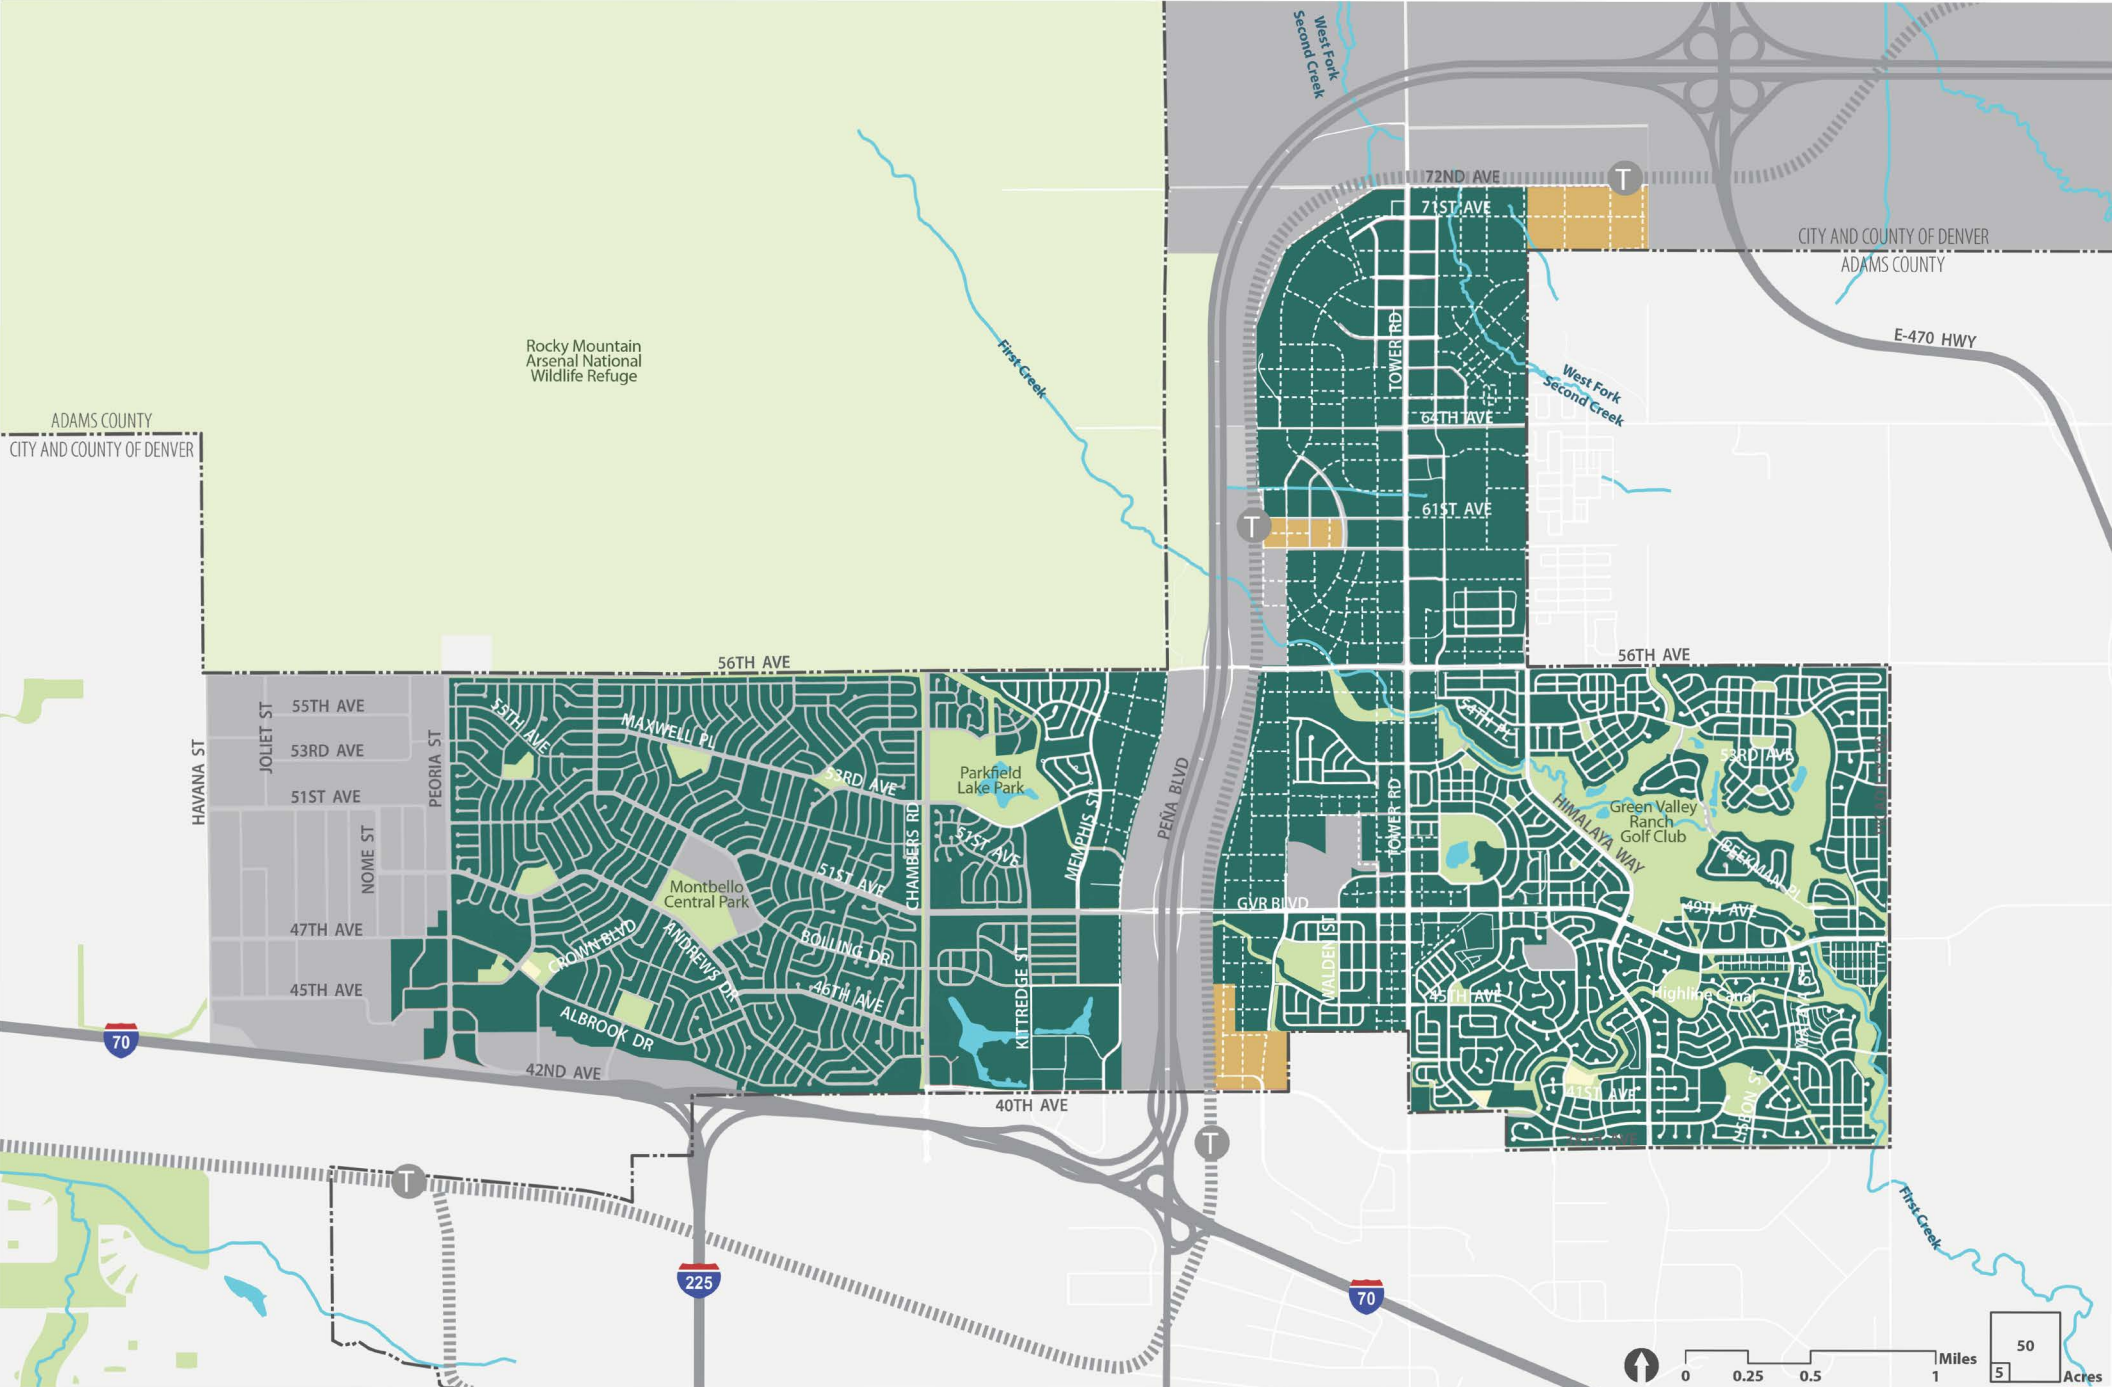 West Fork
Second Creek
72ND AVE
T
71ST AVE
CITY AND COUNTY OF DENVER
ADAMS COUNTY
E-470 HWY
Rocky Mountain
Arsenal National
Wildlife Refuge
First Creek
TOWER RD
West Fork
Second Creek
64TH AVE
ADAMS COUNTY
CITY AND COUNTY OF DENVER
61ST AVE
T
56TH AVE
56TH AVE
55TH AVE
JOLIET ST
55TH AVE
MAXWELL PL
54TH PL
53RD AVE
HAVANA ST
PEORIA ST
53RD AVE
53RD AVE
Parkfield
Lake Park
PEÑA BLVD
TOWER RD
51ST AVE
HIMALAYA WAY
Green Valley
Ranch
Golf Club
NOME ST
CHAMBERS RD
51ST AVE
MEMPHIS ST
51ST AVE
BEEKMAN PL
Montbello
Central Park
GVR BLVD
49TH AVE
47TH AVE
CROWN BLVD
ANDREWS DR
BOLLING DR
KITTREDGE ST
WALDEN ST
45TH AVE
46TH AVE
45TH AVE
Highline Canal
ALBROOK DR
70
42ND AVE
40TH AVE
41ST AVE
LISBON ST
T
T
225
70
First Creek
0
0.25
0.5
1
Miles
50
5
Acres